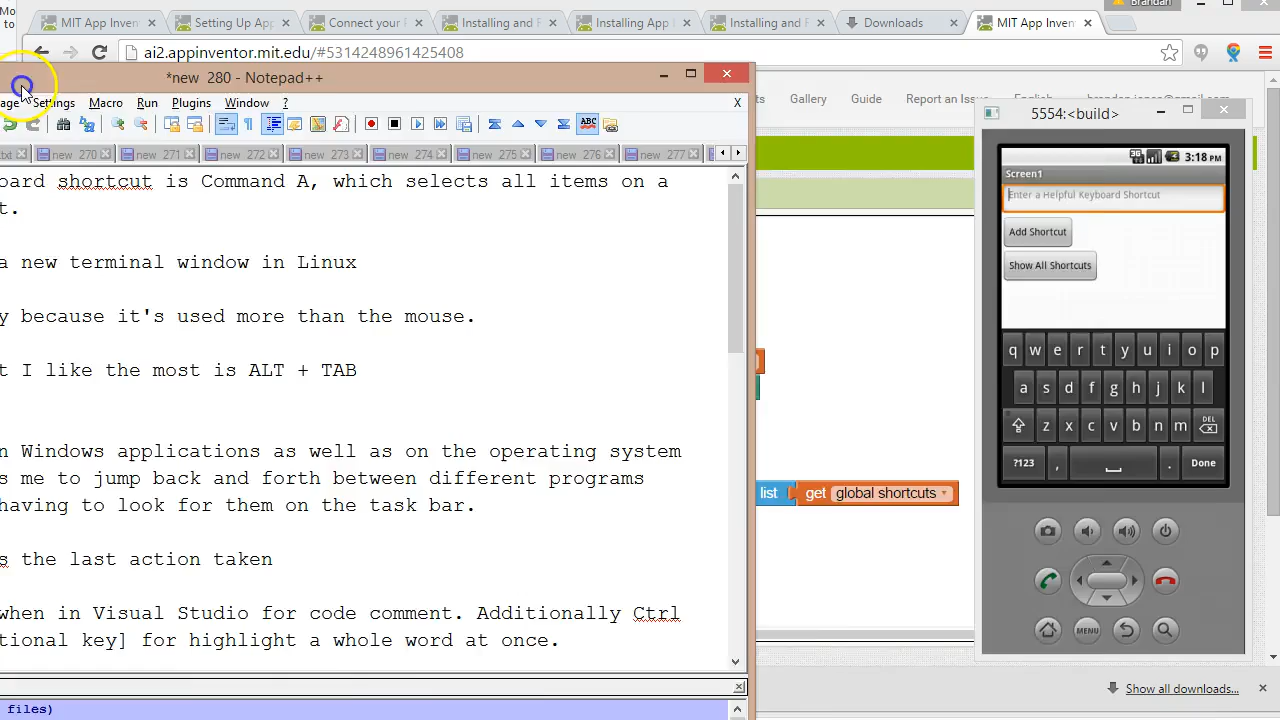 Mo
to
MIT App Inven
Setting Up App
Connect your P
Installing and R
Installing App I
Installing and R
Downloads
MIT App Inven
Brandan
ai2.appinventor.mit.edu/#5314248961425408
*new 280 - Notepad++
age Settings Macro Run Plugins Window ? X
Gallery Guide Report an Issue English
ABC
new 270 new 271 new 272 new 273 new 274 new 275 new 276 new 277
oard shortcut is Command A, which selects all items on a
t.
a new terminal window in Linux
y because it's used more than the mouse.
t I like the most is ALT + TAB
n Windows applications as well as on the operating system
s me to jump back and forth between different programs
having to look for them on the task bar.
s the last action taken
when in Visual Studio for code comment. Additionally Ctrl
tional key] for highlight a whole word at once.
files)
list get global shortcuts
5554:<build>
3G 3:18 PM
Screen1
Enter a Helpful Keyboard Shortcut
Add Shortcut
Show All Shortcuts
q w e r t y u i o p
a s d f g h j k l
z x c v b n m DEL
?123 , . Done
MENU
Show all downloads...